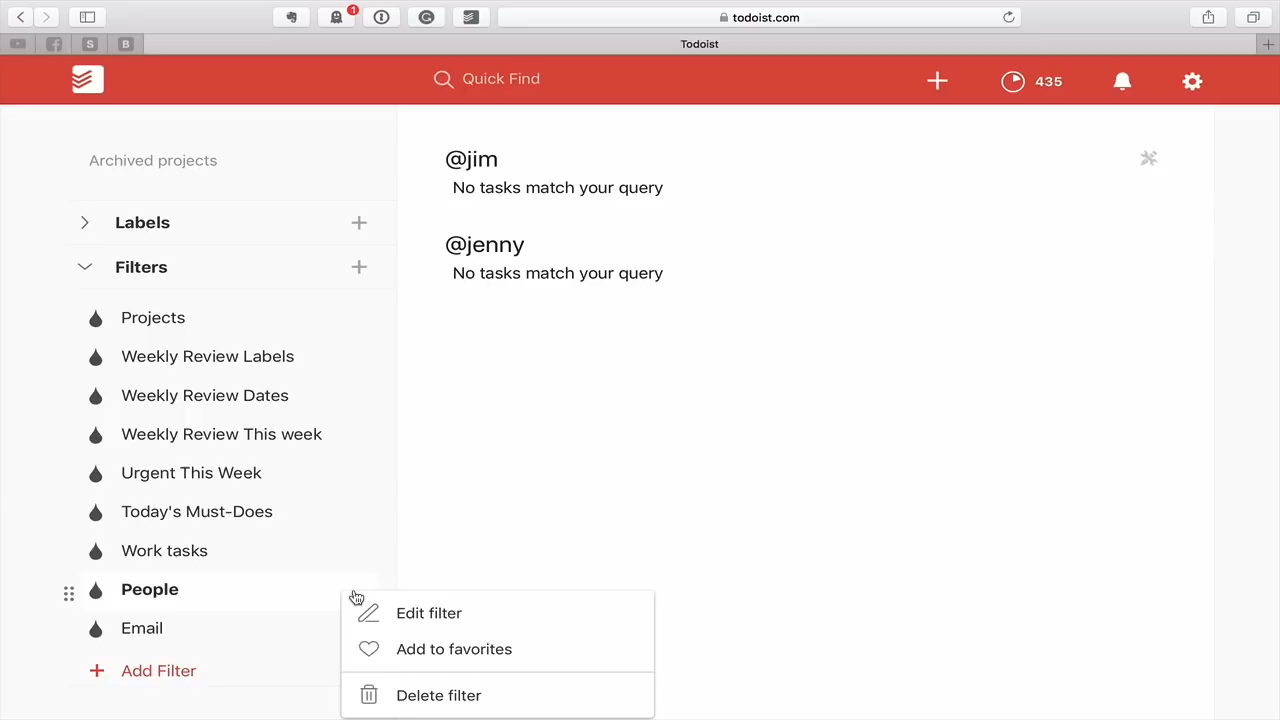 1
todoist.com
S
B
Todoist
Quick Find
435
Archived projects
Labels
Filters
Projects
Weekly Review Labels
Weekly Review Dates
Weekly Review This week
Urgent This Week
Today's Must-Does
Work tasks
People
Email
Add Filter
@jim
No tasks match your query
@jenny
No tasks match your query
Edit filter
Add to favorites
Delete filter